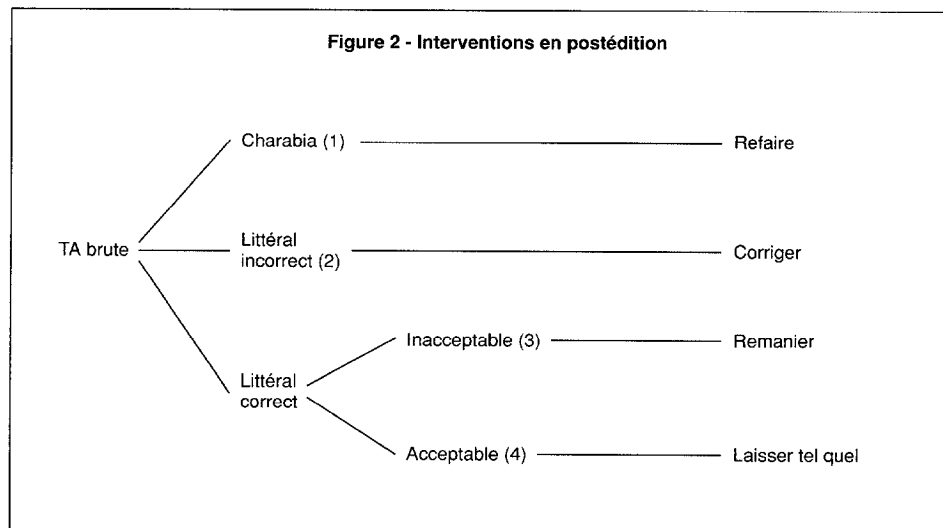 Figure 2 - Interventions en postédition
Charabia (1)
Refaire
TA brute
Littéral
incorrect (2)
Corriger
Inacceptable (3)
Remanier
Littéral
correct
Acceptable (4)
Laisser tel quel